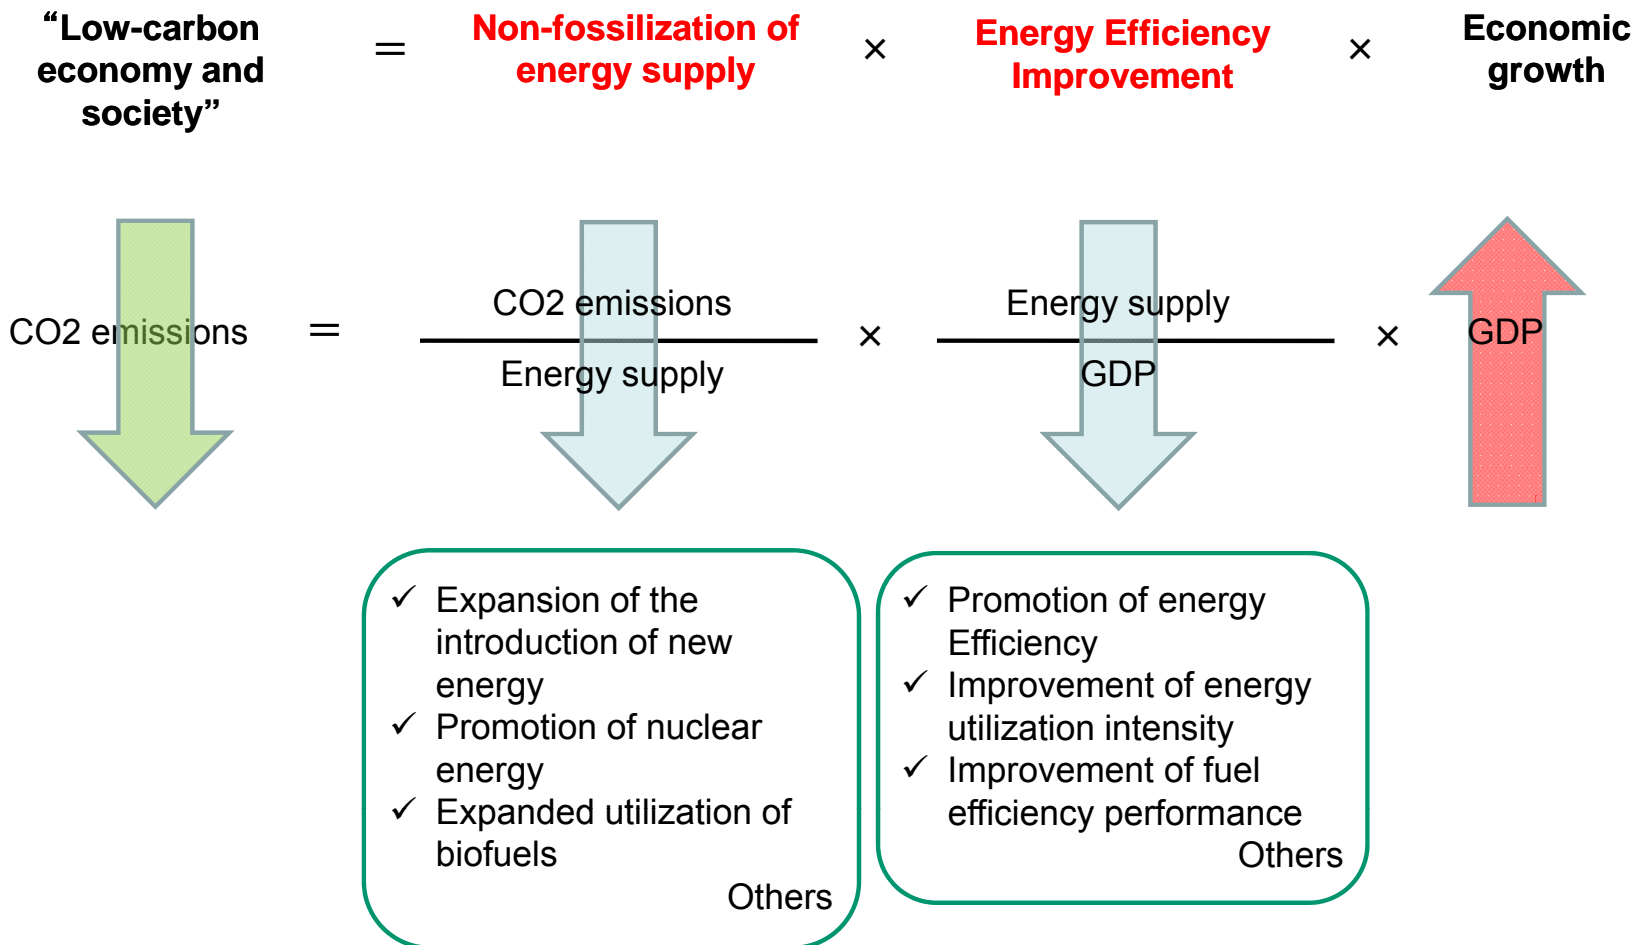 “Low-carbon
economy and
society”
=
Non-fossilization of
energy supply
×
Energy Efficiency
Improvement
×
Economic
growth
CO2 emissions
=
CO2 emissions
Energy supply
×
Energy supply
GDP
×
GDP
✓ Expansion of the
introduction of new
energy
✓ Promotion of nuclear
energy
✓ Expanded utilization of
biofuels
Others
✓ Promotion of energy
Efficiency
✓ Improvement of energy
utilization intensity
✓ Improvement of fuel
efficiency performance
Others